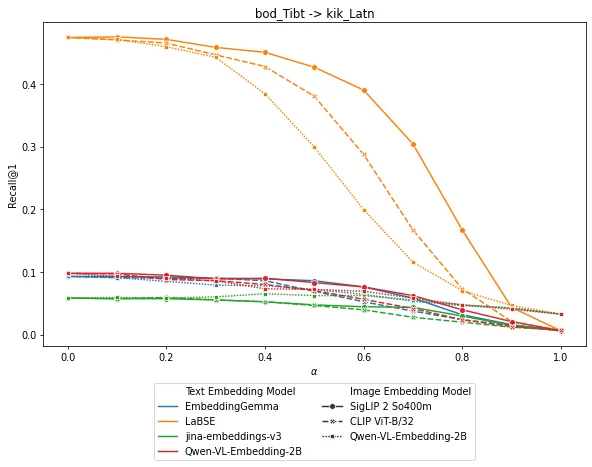 bod_Tibt -> kik_Latn
Recall@1
0.4
0.3
0.2
0.1
0.0
0.0 0.2 0.4 0.6 0.8 1.0
α
Text Embedding Model Image Embedding Model
EmbeddingGemma SigLIP 2 So400m
LaBSE CLIP ViT-B/32
jina-embeddings-v3 Qwen-VL-Embedding-2B
Qwen-VL-Embedding-2B